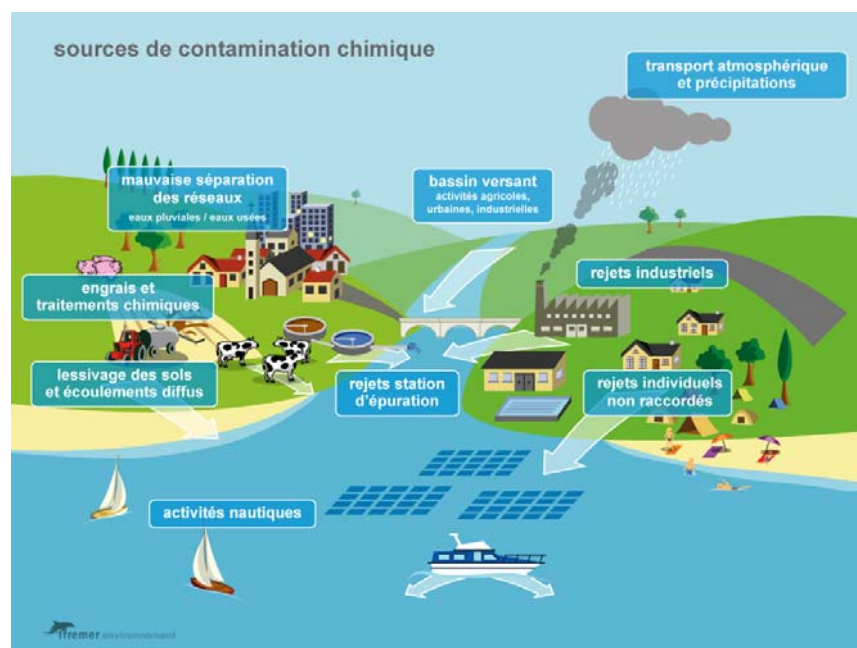 sources de contamination chimique
transport atmosphérique
et précipitations
mauvaise séparation
des réseaux
eaux pluviales / eaux usées
bassin versant
activités agricoles,
urbaines, industrielles
engrais et
traitements chimiques
rejets industriels
lessivage des sols
et écoulements diffus
rejets station
d'épuration
rejets individuels
non raccordés
activités nautiques
ifremer environnement